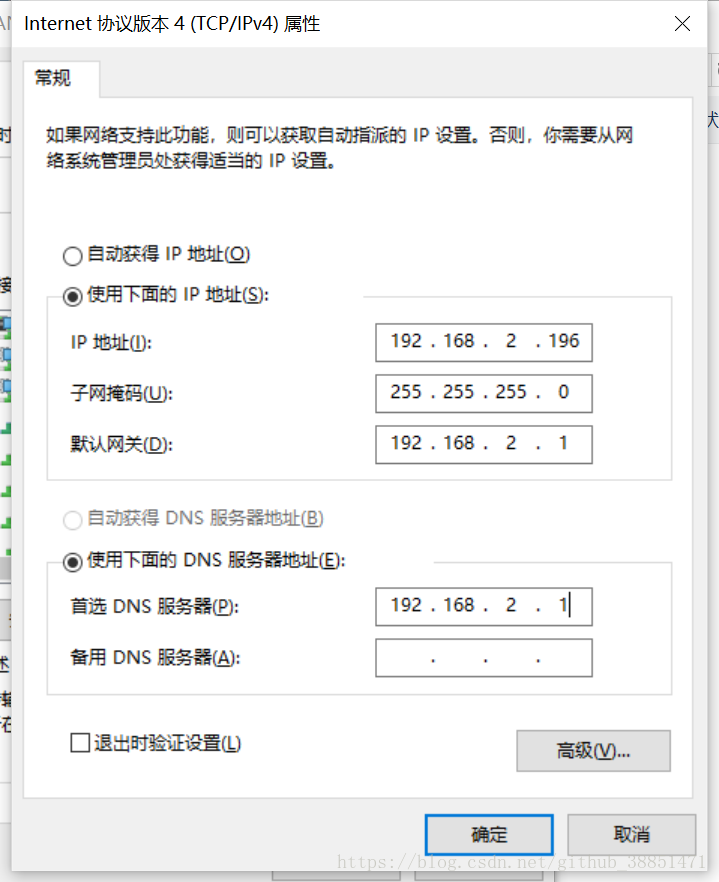 Internet 协议版本 4 (TCP/IPv4) 属性
常规
如果网络支持此功能，则可以获取自动指派的 IP 设置。否则，你需要从网
络系统管理员处获得适当的 IP 设置。
自动获得 IP 地址(O)
使用下面的 IP 地址(S):
IP 地址(I):
192 . 168 . 2 . 196
子网掩码(U):
255 . 255 . 255 . 0
默认网关(D):
192 . 168 . 2 . 1
自动获得 DNS 服务器地址(B)
使用下面的 DNS 服务器地址(E):
首选 DNS 服务器(P):
192 . 168 . 2 . 1
备用 DNS 服务器(A):
. . .
退出时验证设置(L)
高级(V)...
确定
取消
https://blog.csdn.net/github_38851471